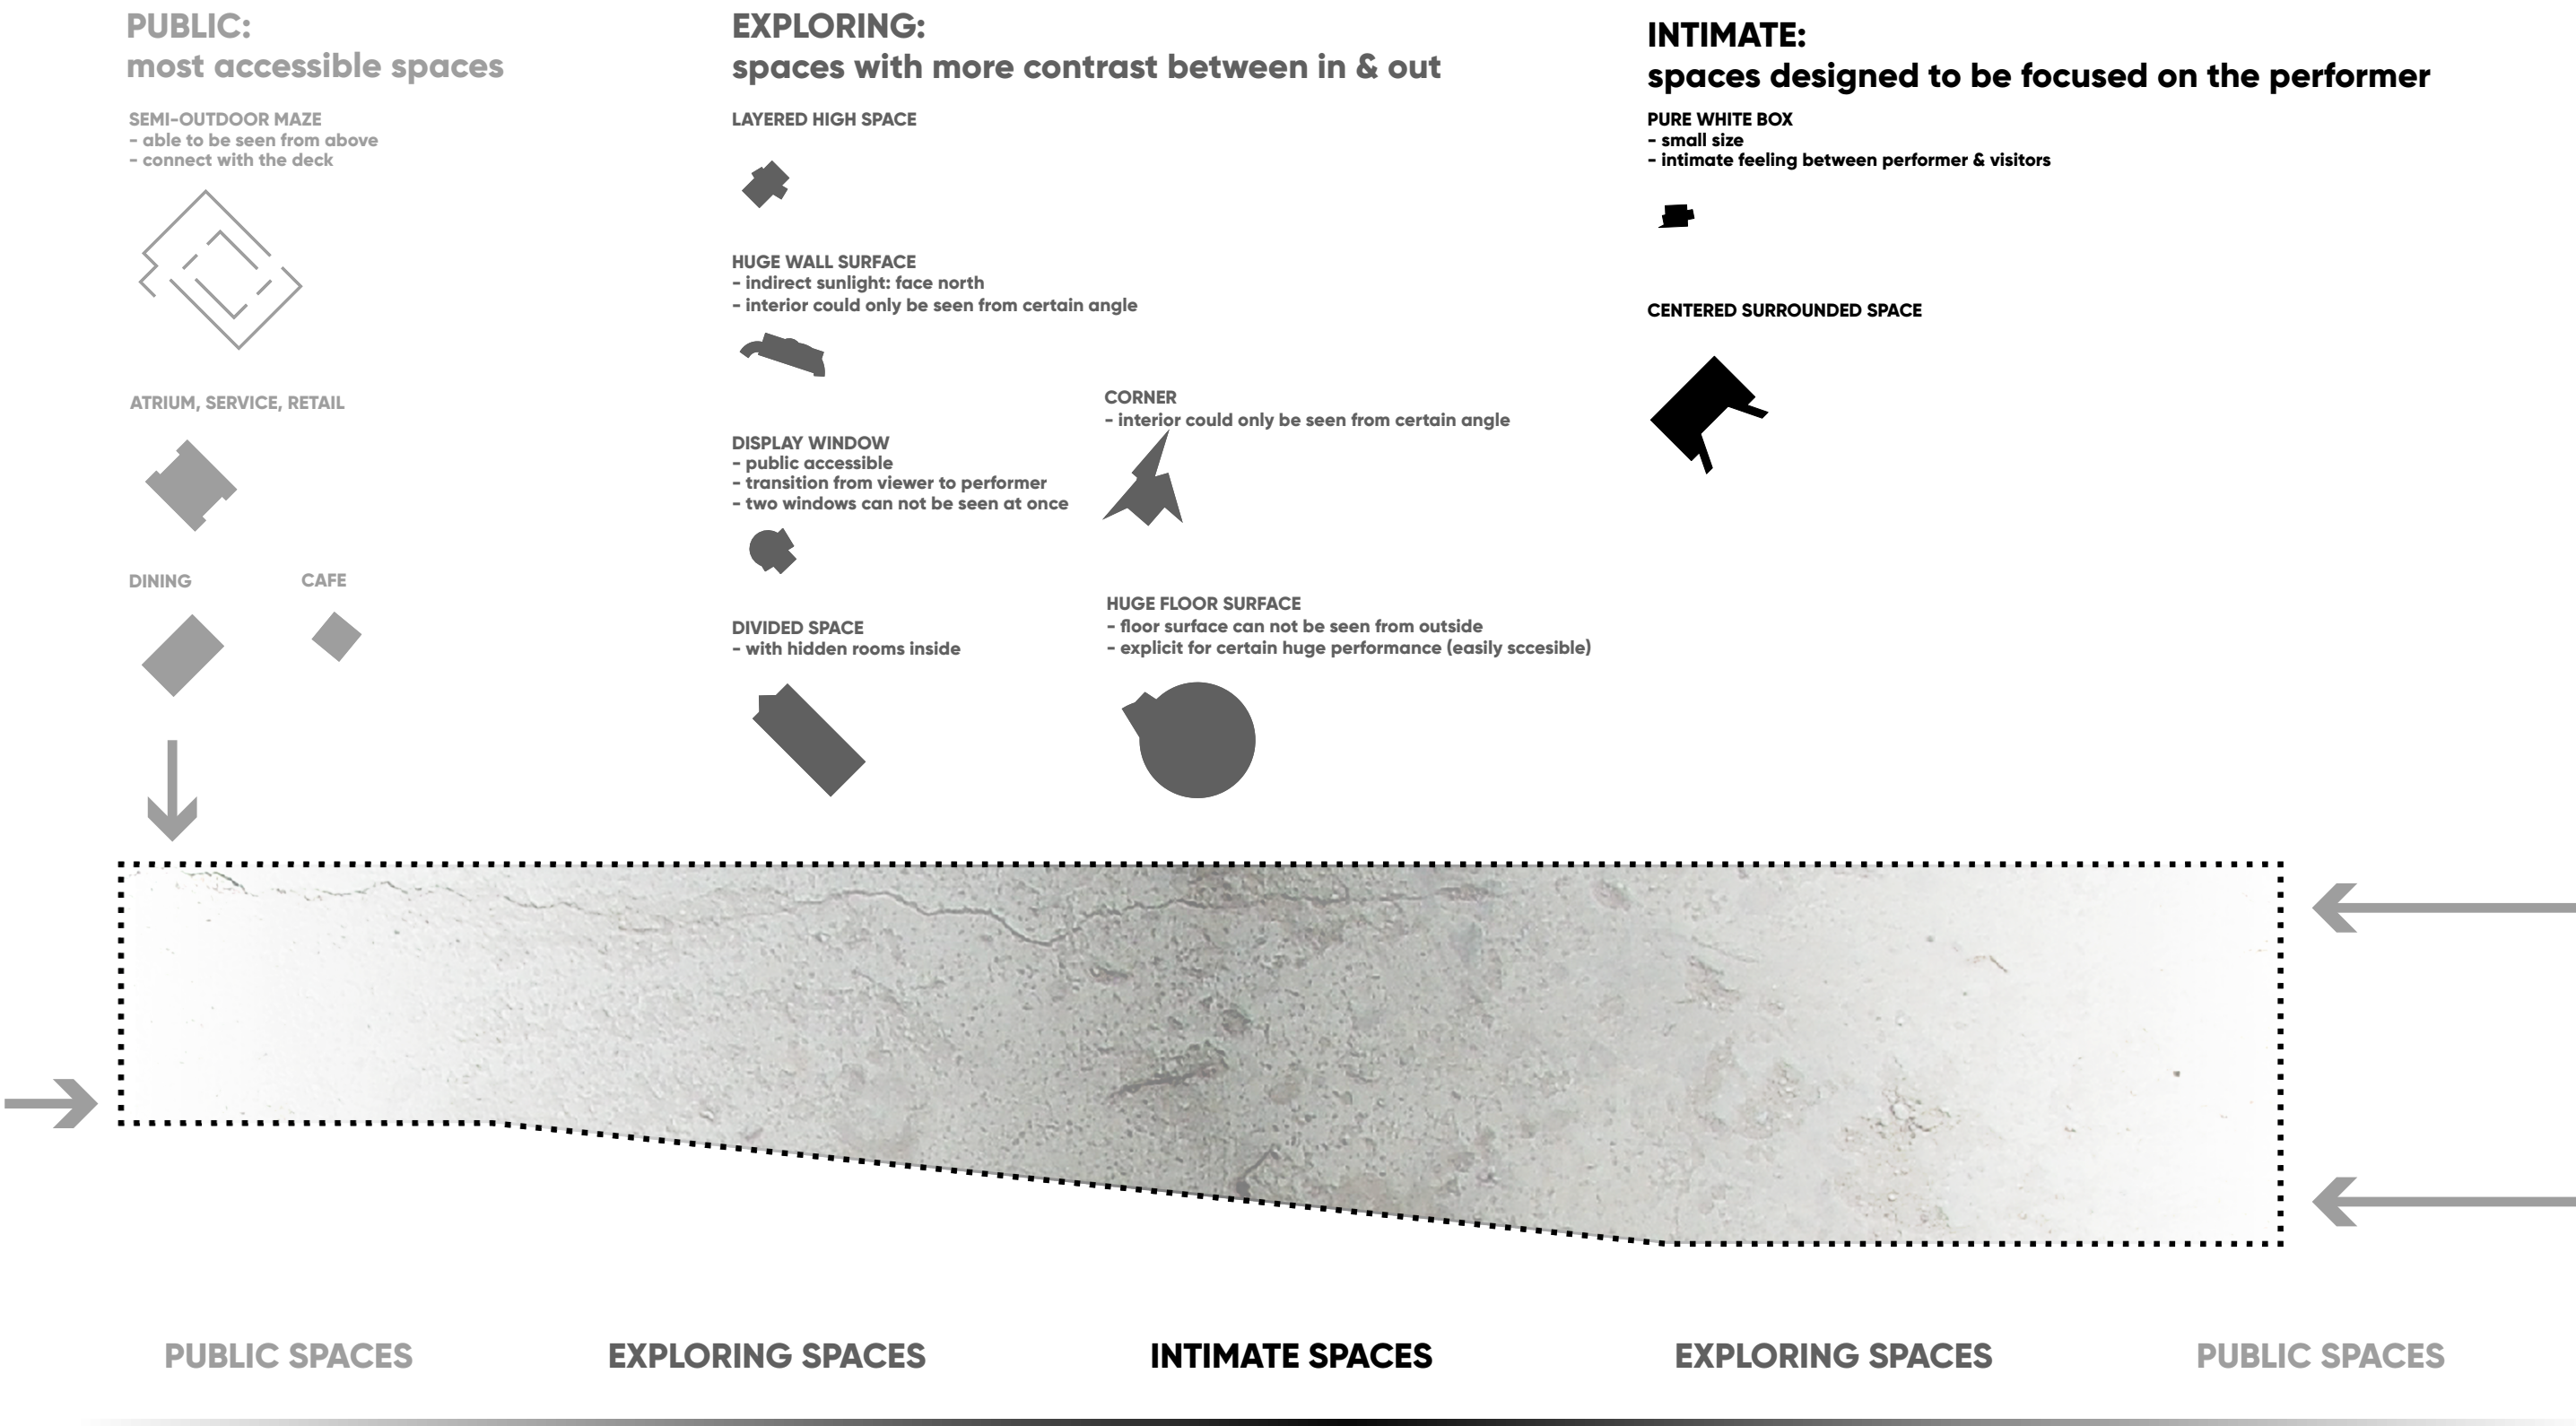 PUBLIC:
most accessible spaces
SEMI-OUTDOOR MAZE
- able to be seen from above
- connect with the deck
ATRIUM, SERVICE, RETAIL
DINING
CAFE
EXPLORING:
spaces with more contrast between in & out
LAYERED HIGH SPACE
HUGE WALL SURFACE
- indirect sunlight: face north
- interior could only be seen from certain angle
DISPLAY WINDOW
- public accessible
- transition from viewer to performer
- two windows can not be seen at once
CORNER
- interior could only be seen from certain angle
DIVIDED SPACE
- with hidden rooms inside
HUGE FLOOR SURFACE
- floor surface can not be seen from outside
- explicit for certain huge performance (easily sccesible)
INTIMATE:
spaces designed to be focused on the performer
PURE WHITE BOX
- small size
- intimate feeling between performer & visitors
CENTERED SURROUNDED SPACE
PUBLIC SPACES
EXPLORING SPACES
INTIMATE SPACES
EXPLORING SPACES
PUBLIC SPACES